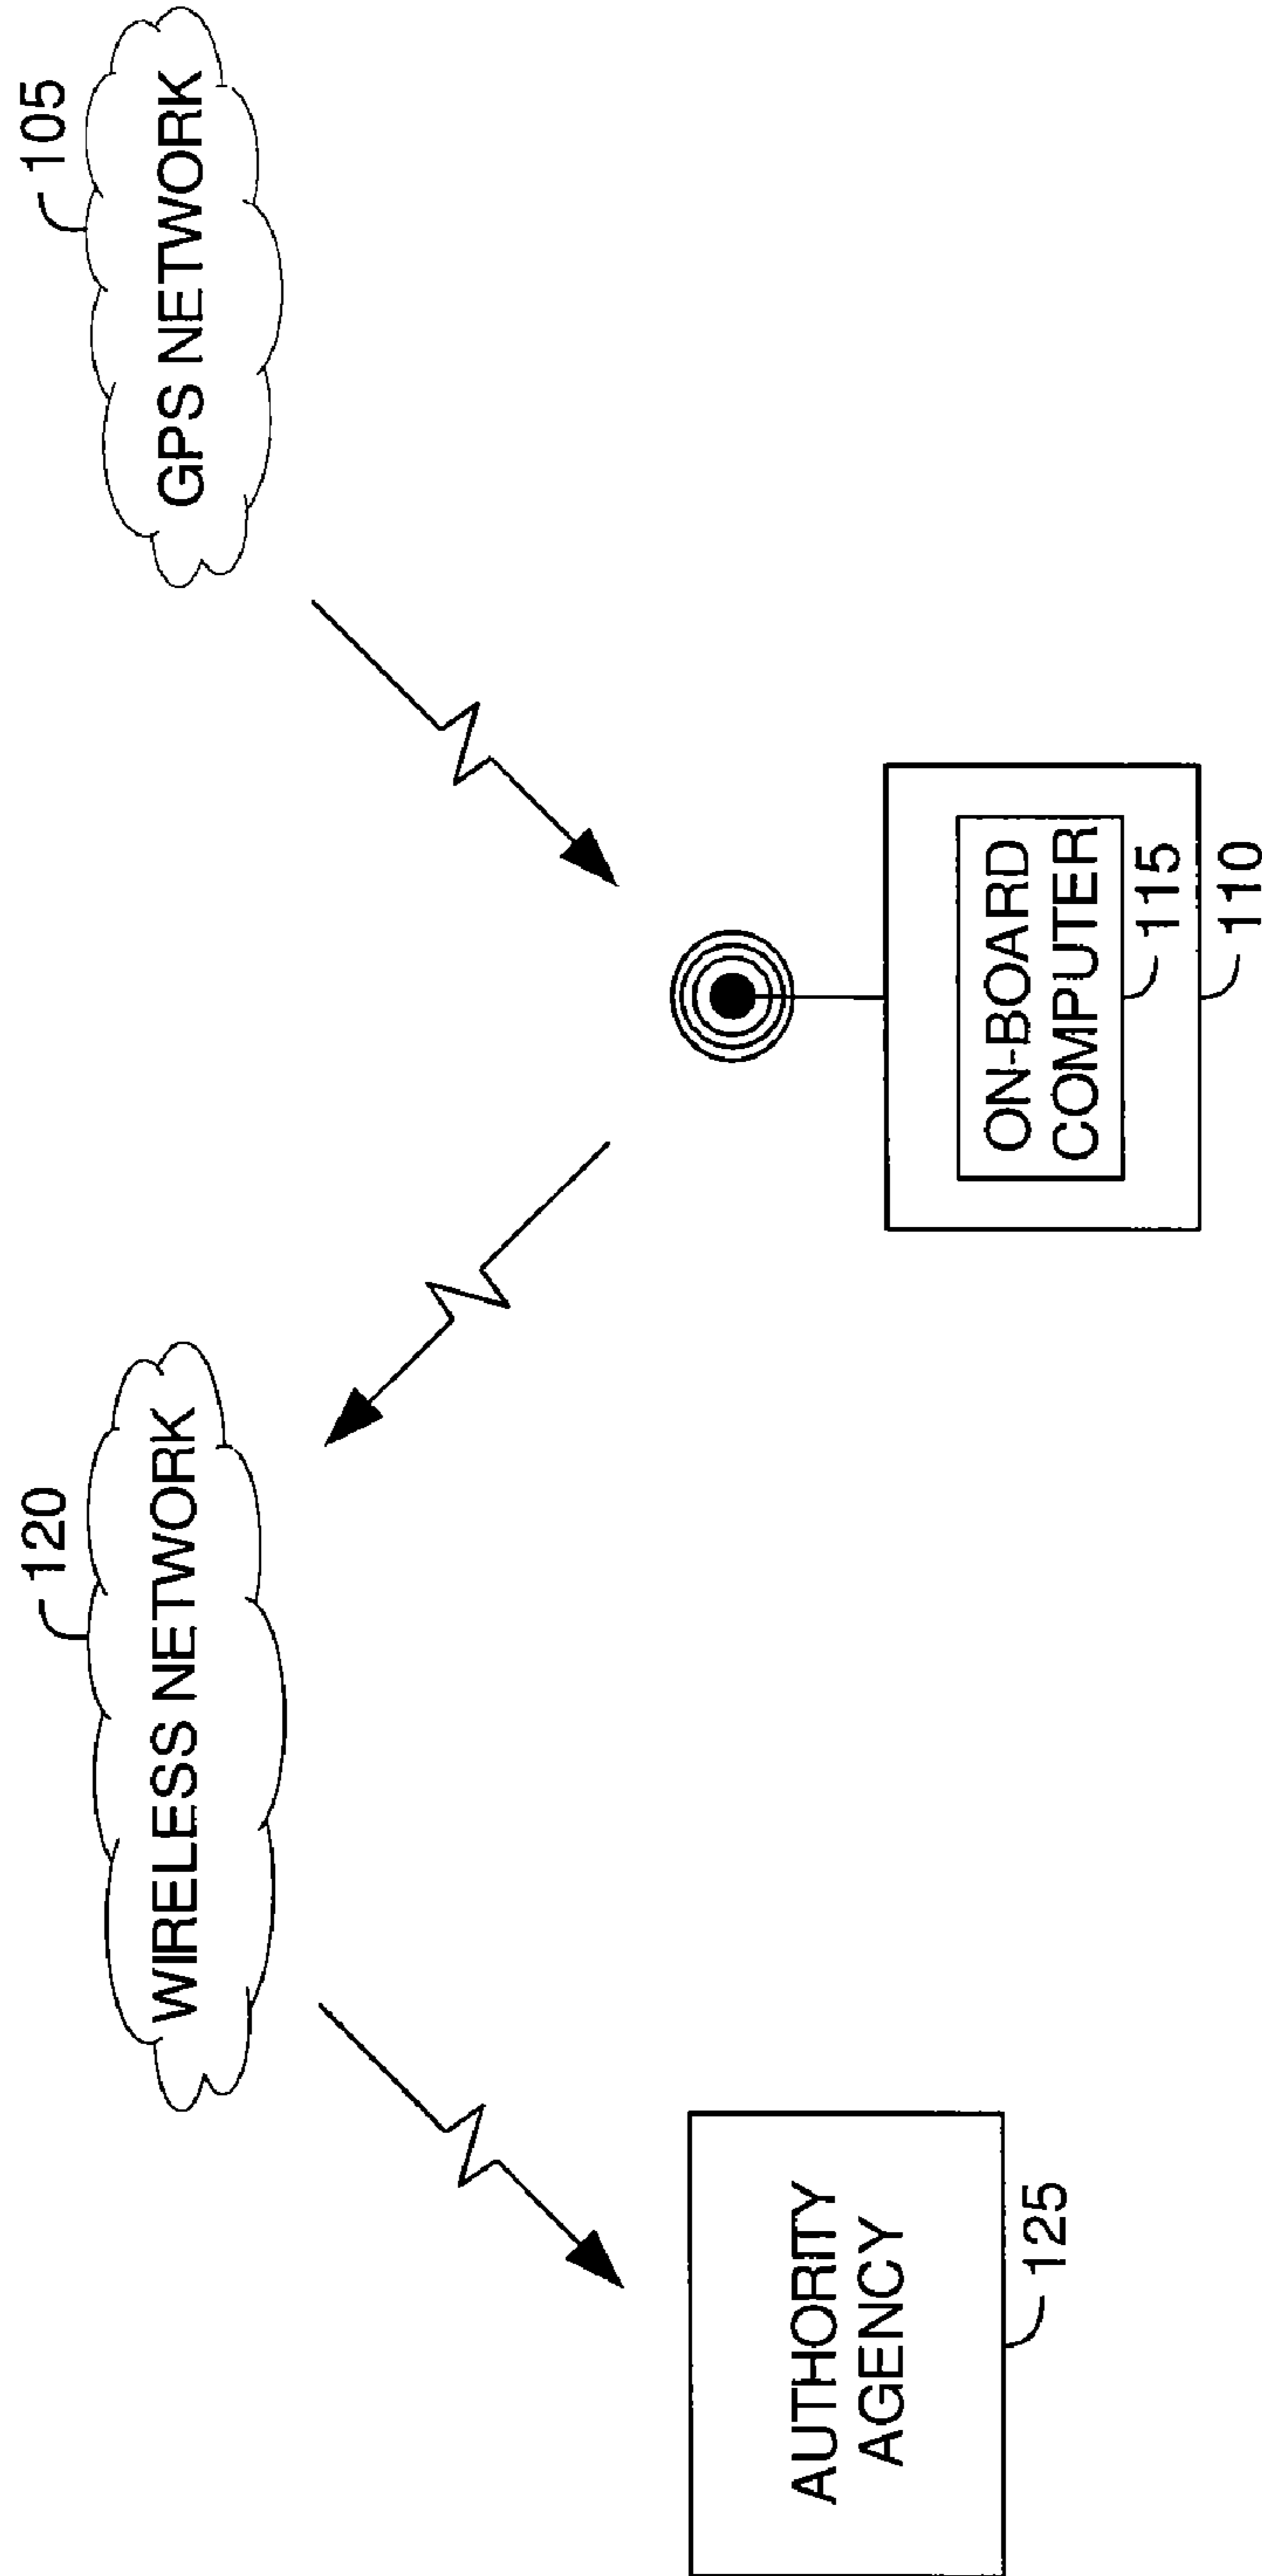 120
WIRELESS NETWORK
105
GPS NETWORK
AUTHORITY
AGENCY
125
ON-BOARD
COMPUTER
115
110